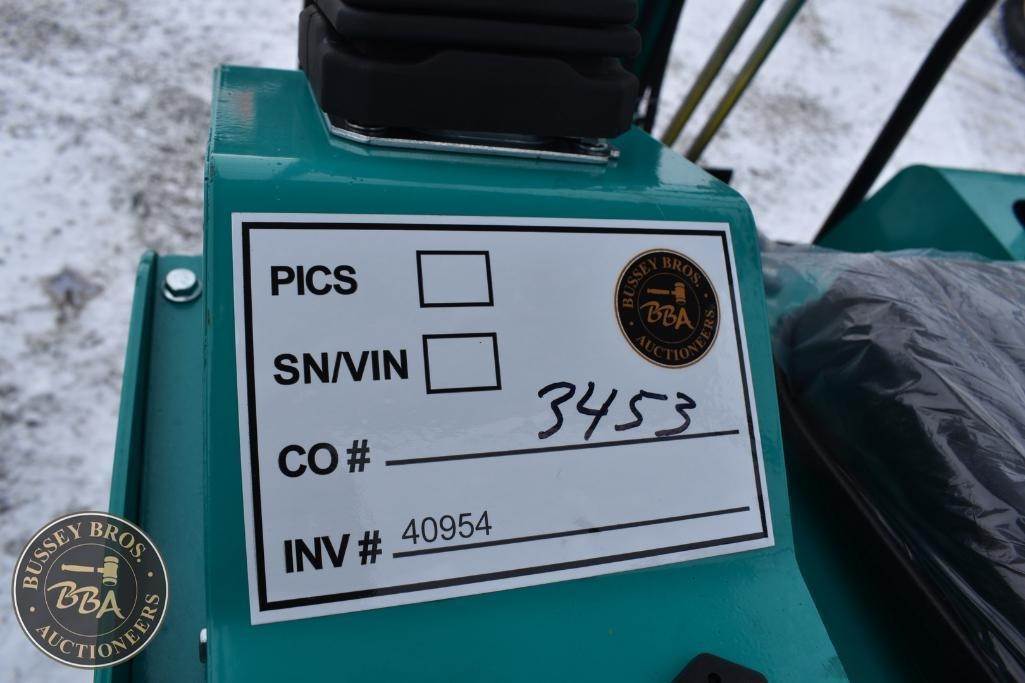 PICS
BUSSEY BROS.
BBA
AUCTIONEERS
SN/VIN
CO # 3453
INV # 40954
BUSSEY BROS.
BBA
AUCTIONEERS